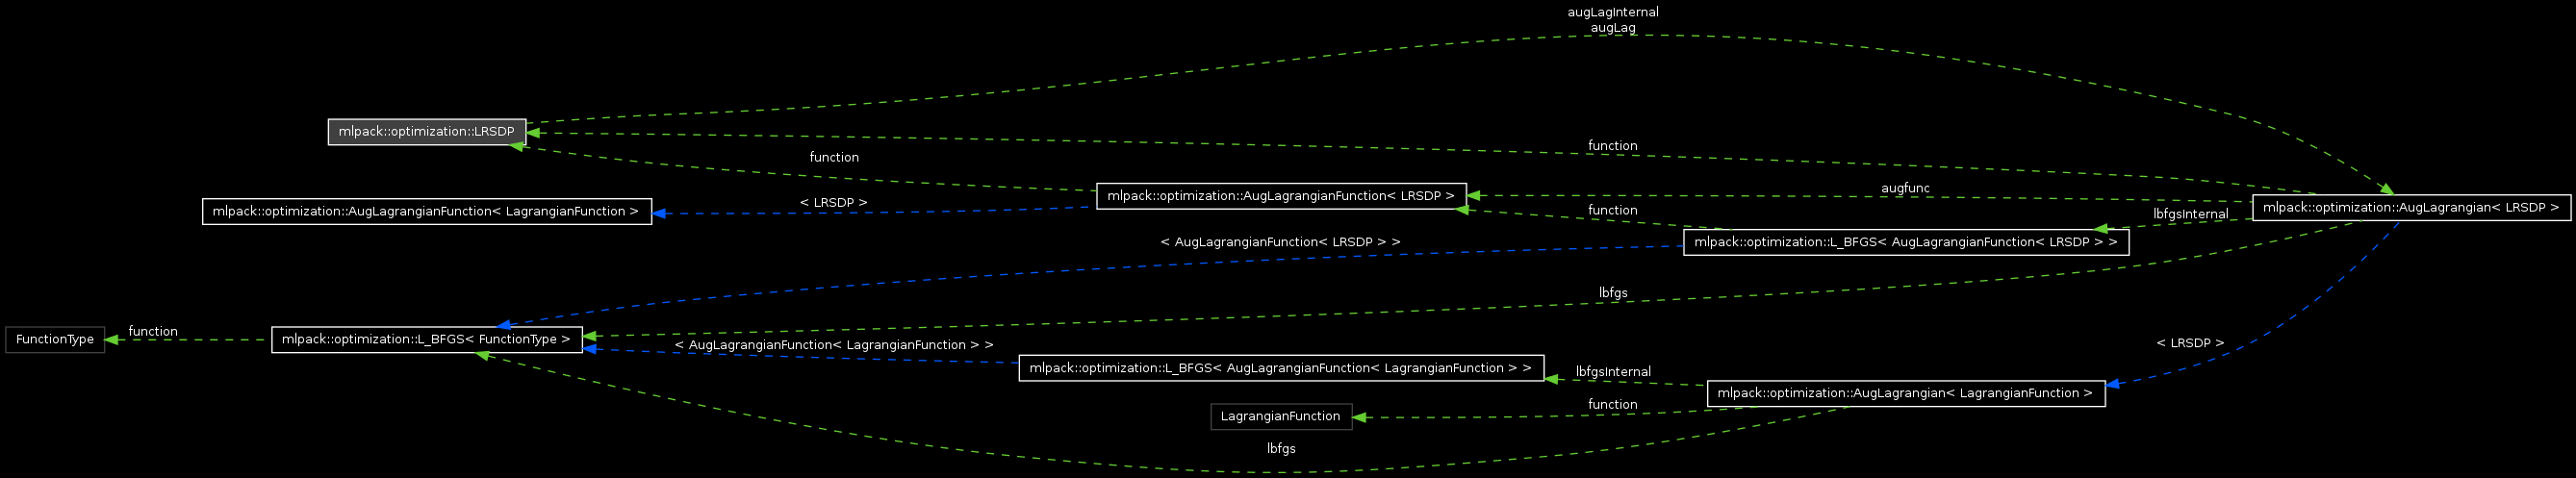 augLagInternal
augLag
mlpack::optimization::LRSDP
function
function
mlpack::optimization::AugLagrangianFunction< LRSDP >
augfunc
< LRSDP >
mlpack::optimization::AugLagrangianFunction< LagrangianFunction >
function
lbfgsInternal
mlpack::optimization::AugLagrangian< LRSDP >
< AugLagrangianFunction< LRSDP > >
mlpack::optimization::L_BFGS< AugLagrangianFunction< LRSDP > >
lbfgs
FunctionType
function
mlpack::optimization::L_BFGS< FunctionType >
< AugLagrangianFunction< LagrangianFunction > >
< LRSDP >
mlpack::optimization::L_BFGS< AugLagrangianFunction< LagrangianFunction > >
lbfgsInternal
mlpack::optimization::AugLagrangian< LagrangianFunction >
LagrangianFunction
function
lbfgs